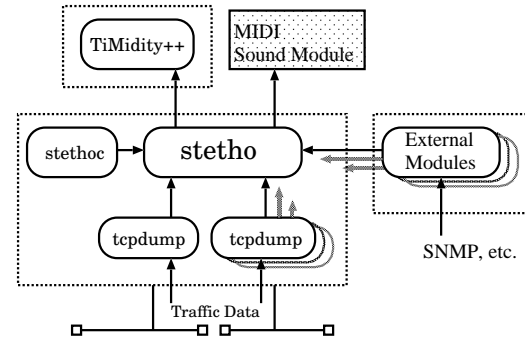 TiMidity++
MIDI
Sound Module
stethoc
stetho
External
Modules
tcpdump
tcpdump
SNMP, etc.
Traffic Data